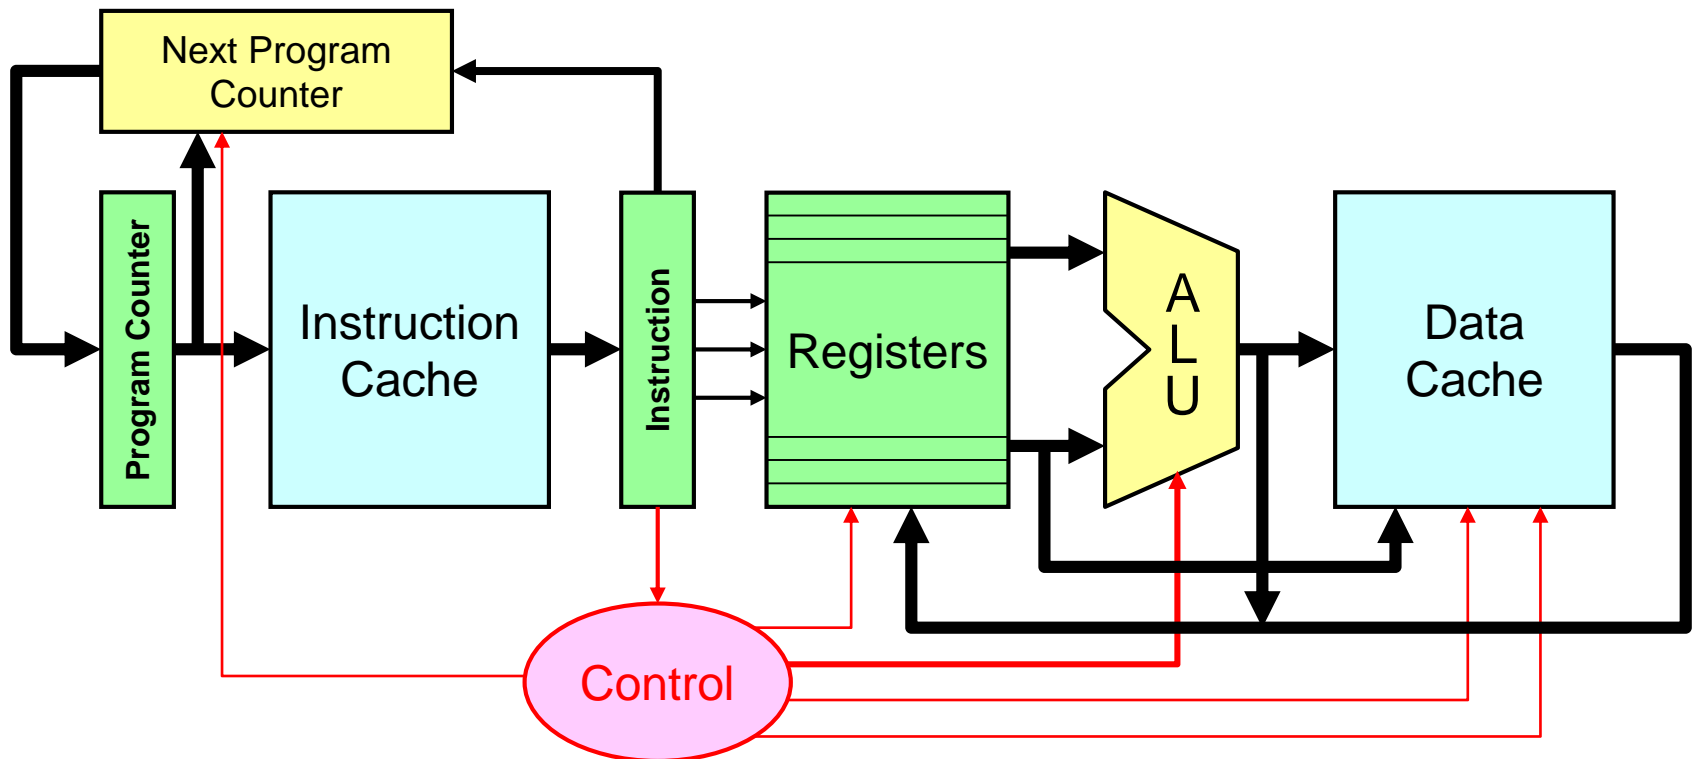 Next Program
Counter
Program Counter
Instruction
Cache
Instruction
Registers
A
L
U
Data
Cache
Control